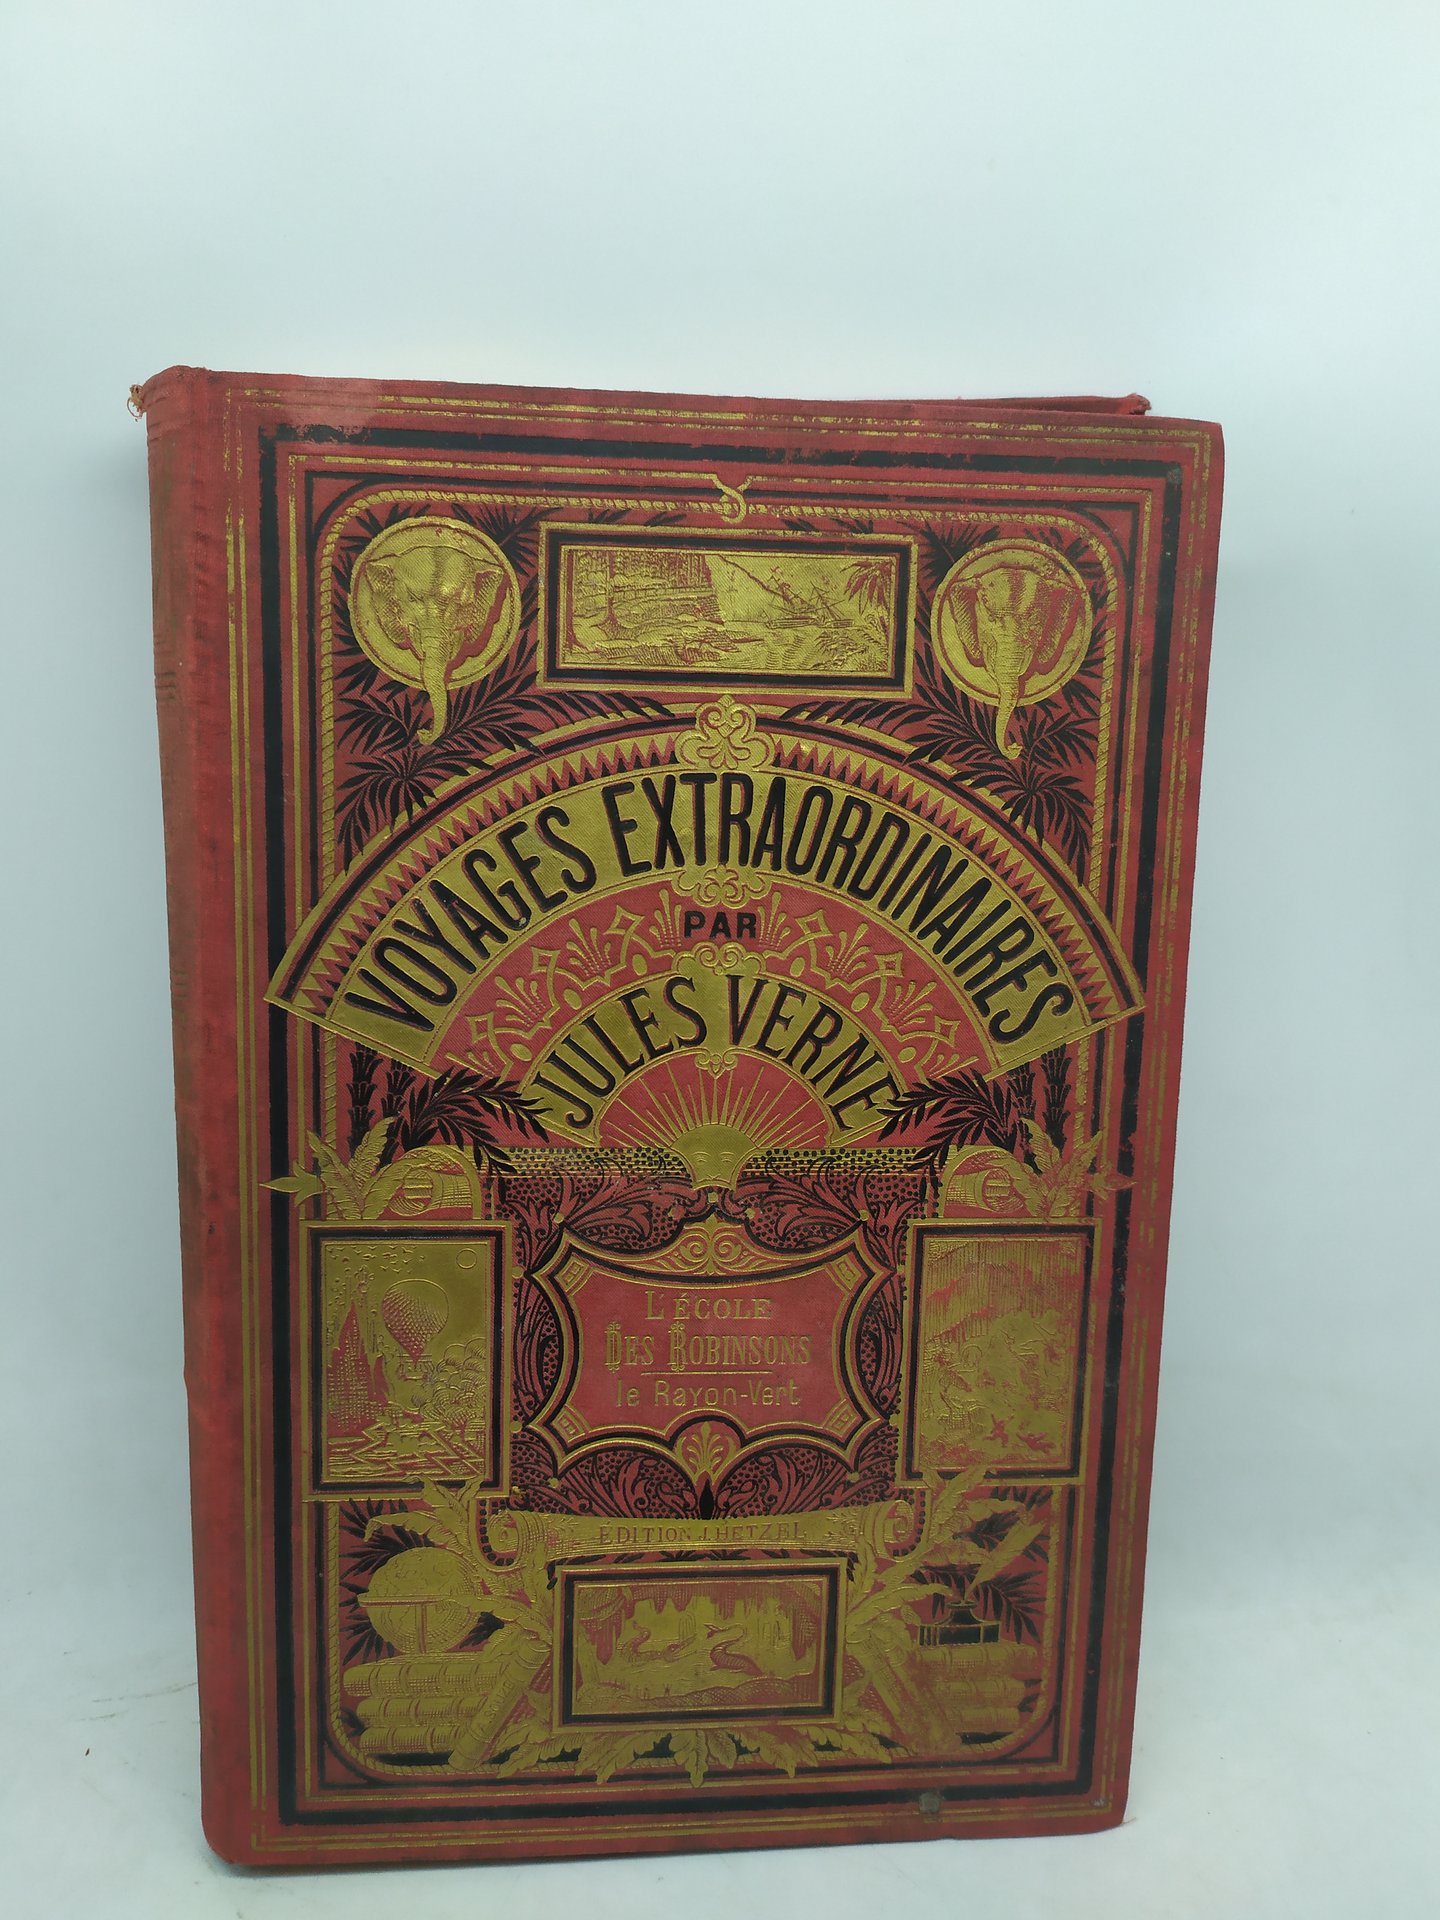 VOYAGES EXTRAORDINAIRES
PAR
JULES VERNE
L'ÉCOLE
DES ROBINSONS
le Rayon-Vert
ÉDITION J. HETZEL